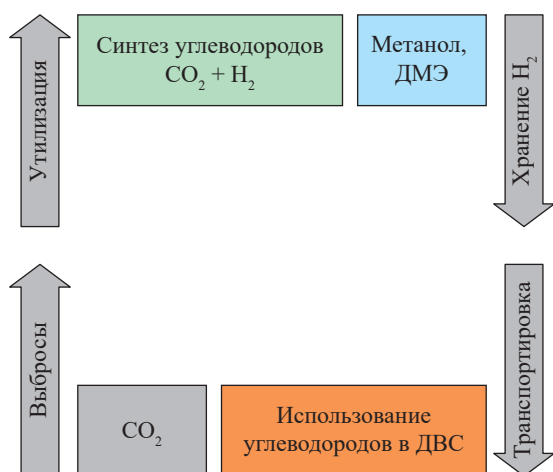 Утилизация
Синтез углеводородов
CO₂ + H₂
Метанол,
ДМЭ
Хранение H₂
Выбросы
CO₂
Использование
углеводородов в ДВС
Транспортировка